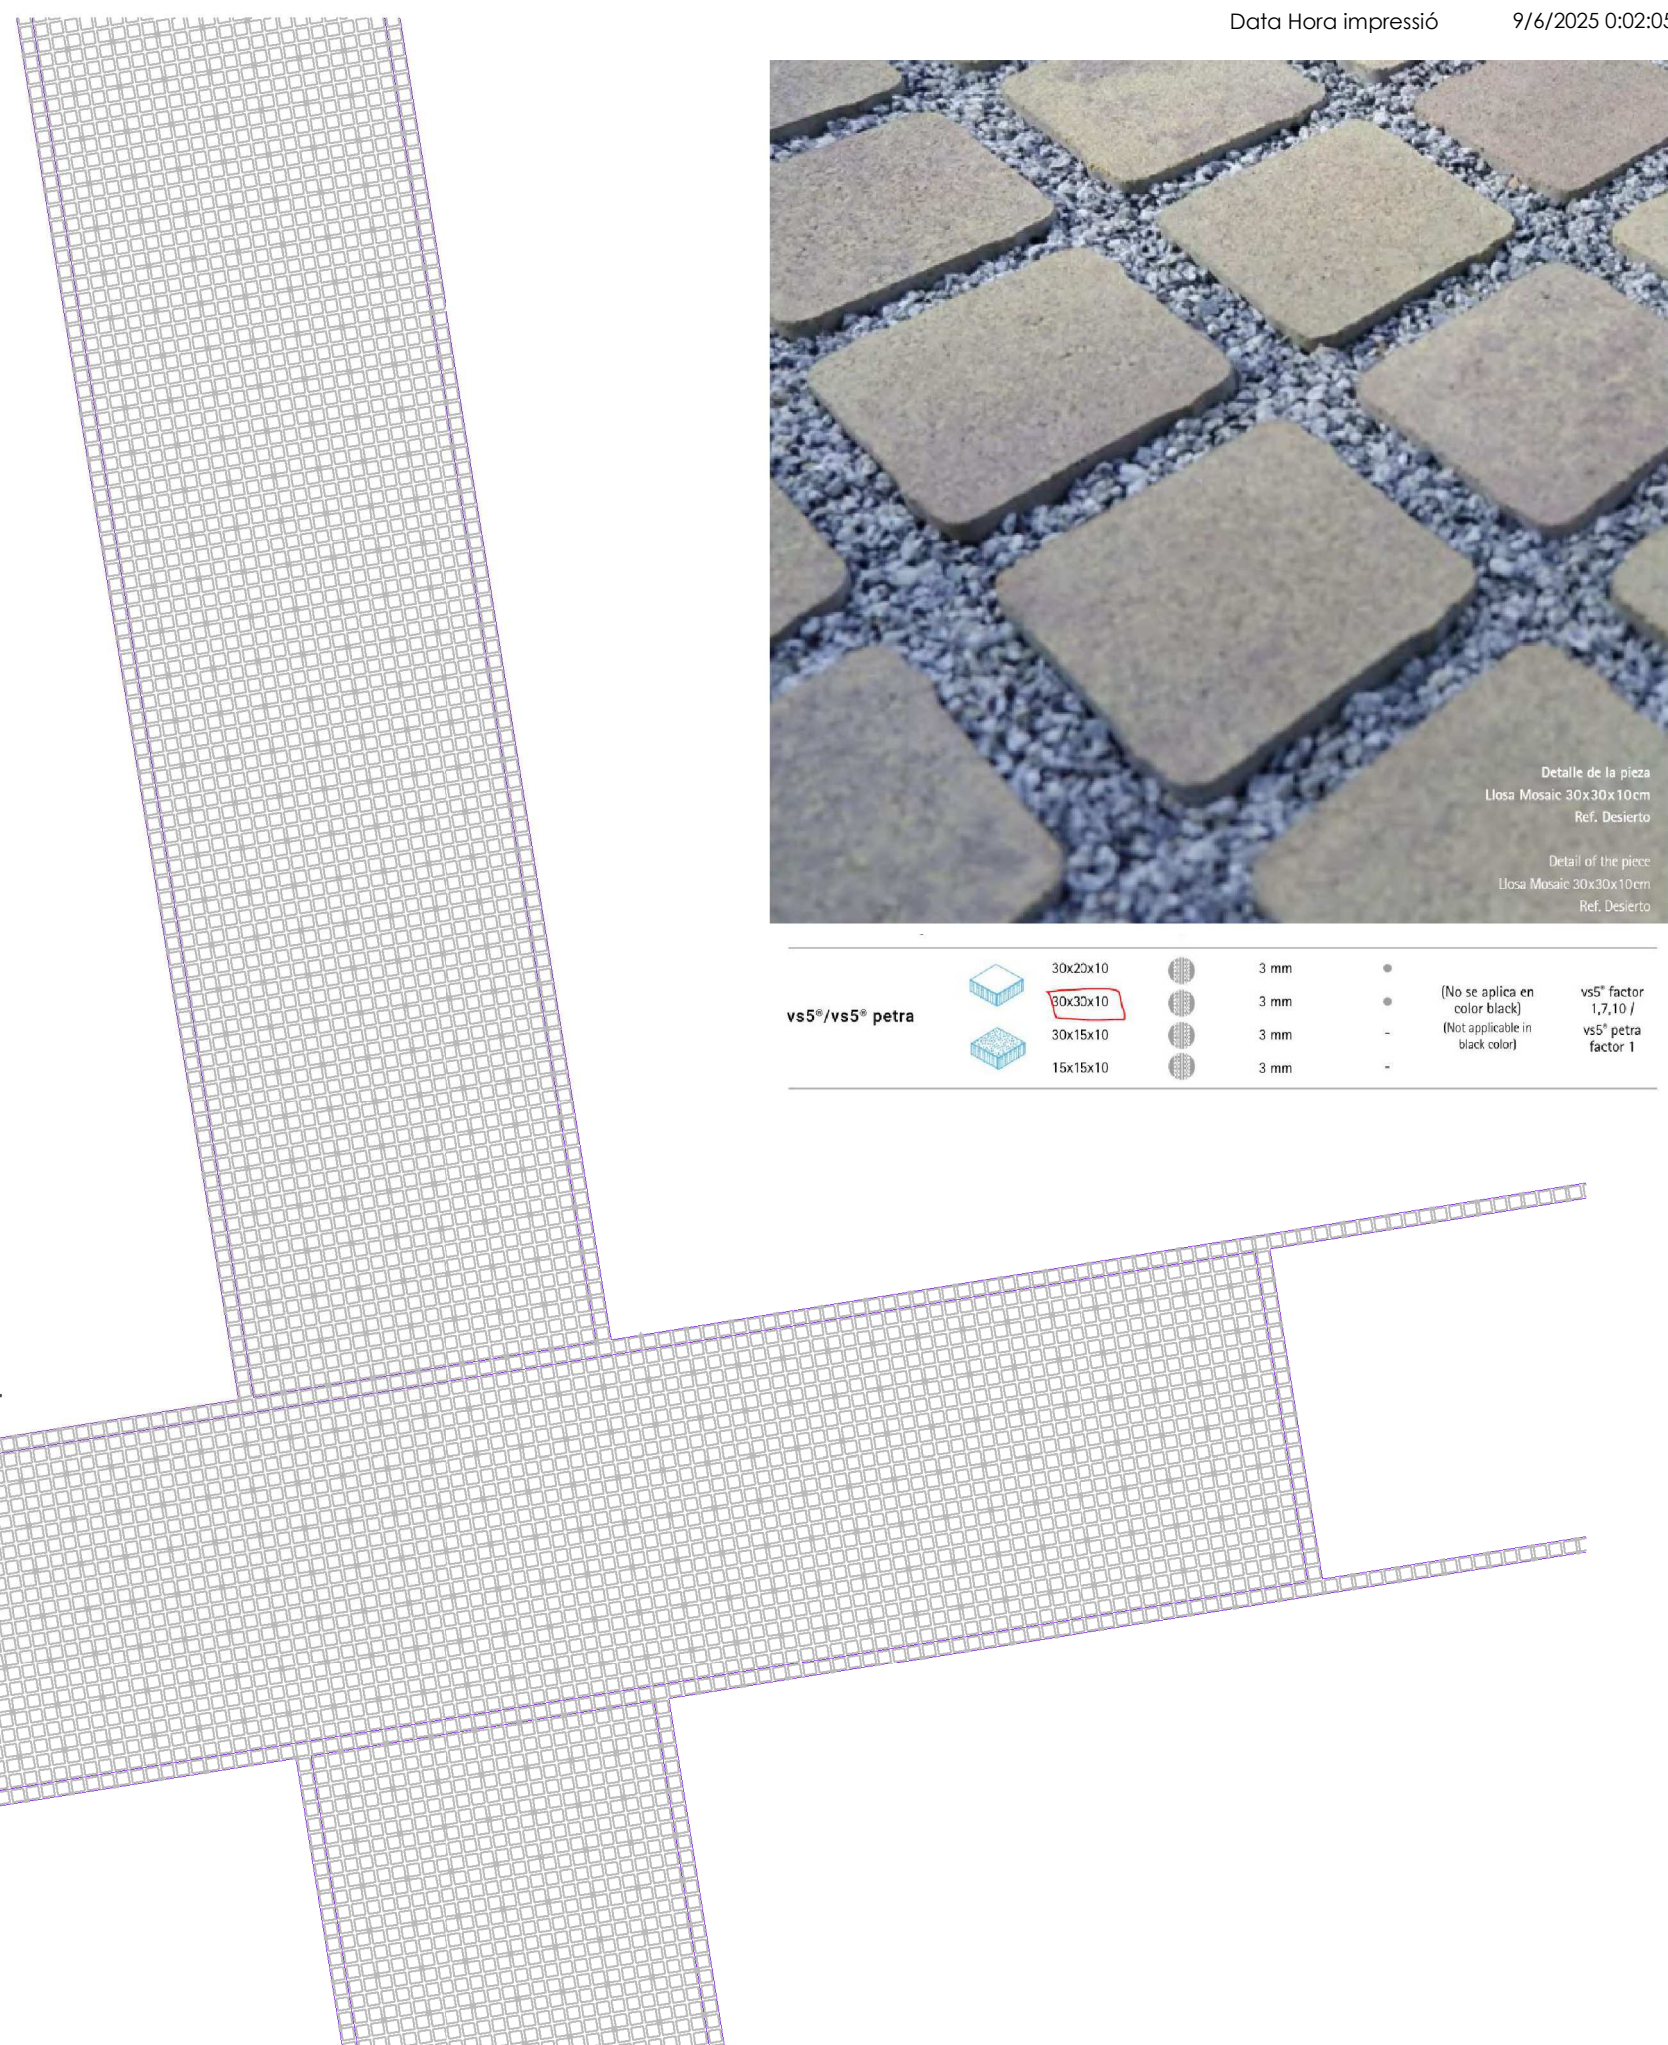 Data Hora impressió 9/6/2025 0:02:05
Detalle de la pieza
Llosa Mosaic 30x30x10cm
Ref. Desierto
Detail of the piece
Llosa Mosaic 30x30x10cm
Ref. Desierto
vs5®/vs5® petra
30x20x10 3 mm
30x30x10 3 mm
30x15x10 3 mm -
15x15x10 3 mm -
(No se aplica en
color black)
(Not applicable in
black color)
vs5® factor
1,7,10 /
vs5® petra
factor 1